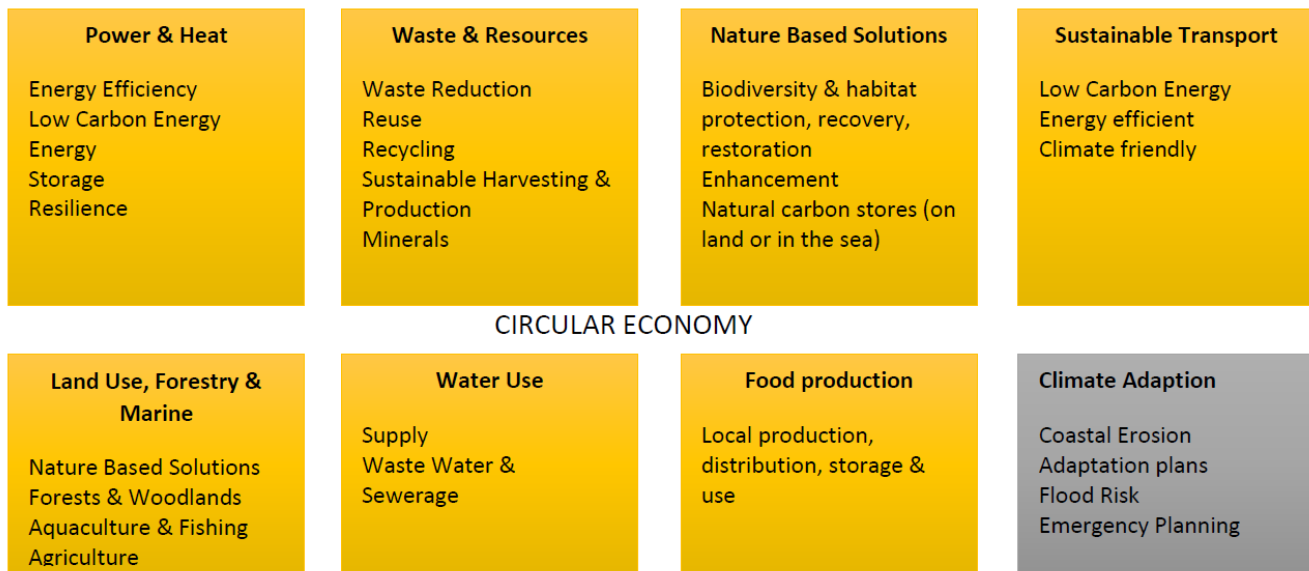 Power & Heat
Energy Efficiency
Low Carbon Energy
Energy
Storage
Resilience
Waste & Resources
Waste Reduction
Reuse
Recycling
Sustainable Harvesting &
Production
Minerals
Nature Based Solutions
Biodiversity & habitat
protection, recovery,
restoration
Enhancement
Natural carbon stores (on
land or in the sea)
Sustainable Transport
Low Carbon Energy
Energy efficient
Climate friendly
CIRCULAR ECONOMY
Land Use, Forestry &
Marine
Nature Based Solutions
Forests & Woodlands
Aquaculture & Fishing
Agriculture
Water Use
Supply
Waste Water &
Sewerage
Food production
Local production,
distribution, storage &
use
Climate Adaption
Coastal Erosion
Adaptation plans
Flood Risk
Emergency Planning